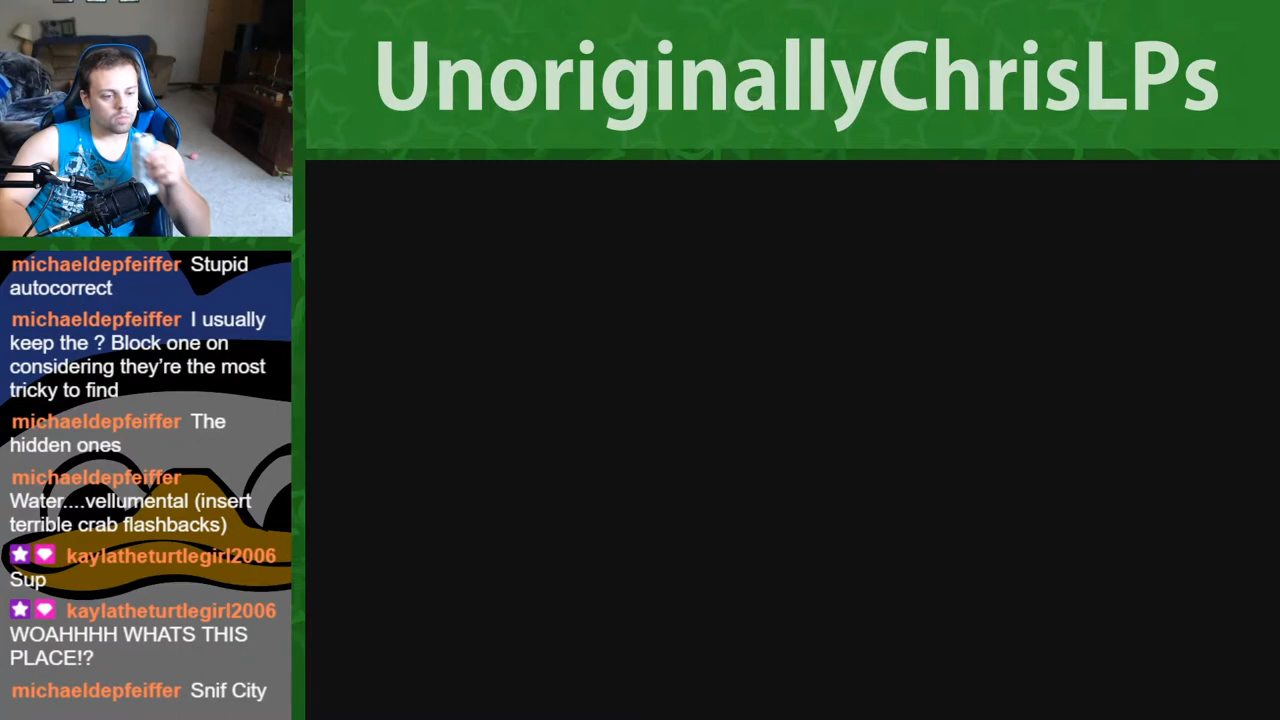 UnoriginallyChrisLPs
michaeldepfeiffer Stupid
autocorrect
michaeldepfeiffer I usually
keep the ? Block one on
considering they’re the most
tricky to find
michaeldepfeiffer The
hidden ones
michaeldepfeiffer
Water....vellumental (insert
terrible crab flashbacks)
kaylatheturtlegirl2006
Sup
kaylatheturtlegirl2006
WOAHHHH WHATS THIS
PLACE!?
michaeldepfeiffer Snif City